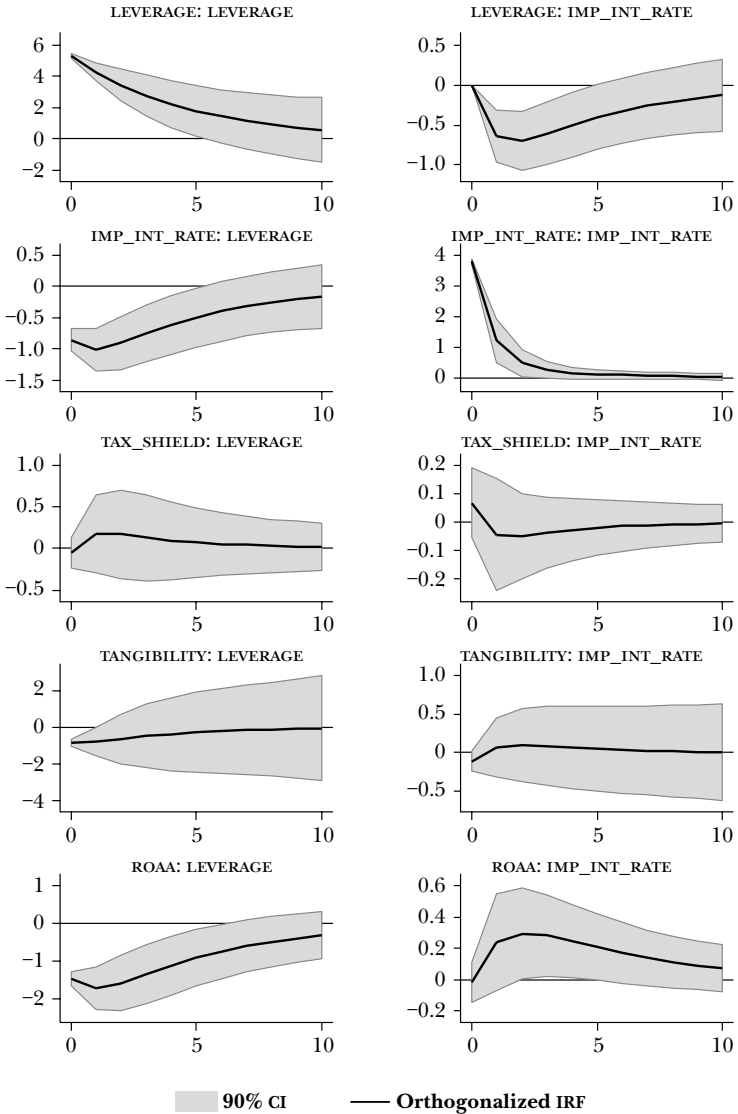 LEVERAGE: LEVERAGE
6
4
2
0
−2
0 5 10
LEVERAGE: IMP_INT_RATE
0.5
0
−0.5
−1.0
0 5 10
IMP_INT_RATE: LEVERAGE
0.5
0
−0.5
−1.0
−1.5
0 5 10
IMP_INT_RATE: IMP_INT_RATE
4
3
2
1
0
0 5 10
TAX_SHIELD: LEVERAGE
1.0
0.5
0
−0.5
0 5 10
TAX_SHIELD: IMP_INT_RATE
0.2
0.1
0
−0.1
−0.2
0 5 10
TANGIBILITY: LEVERAGE
2
0
−2
−4
0 5 10
TANGIBILITY: IMP_INT_RATE
1.0
0.5
0
−0.5
0 5 10
ROAA: LEVERAGE
1
0
−1
−2
0 5 10
ROAA: IMP_INT_RATE
0.6
0.4
0.2
0
−0.2
0 5 10
90% CI Orthogonalized IRF